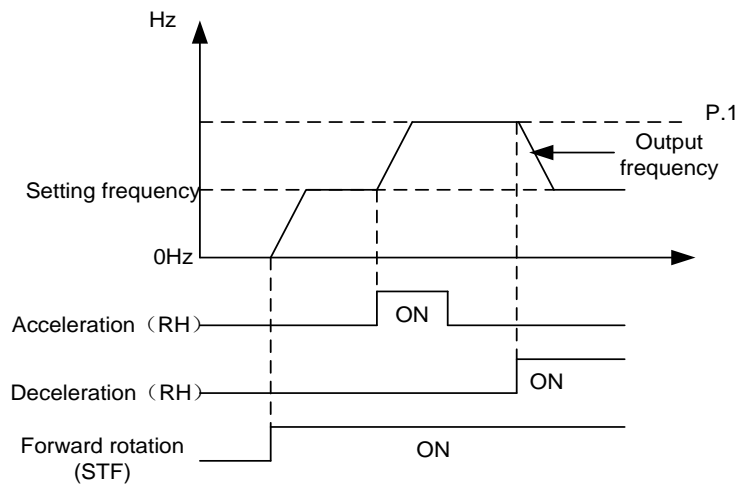 Hz
P.1
Output
frequency
Setting frequency
0Hz
Acceleration（RH）
ON
Deceleration（RH）
ON
Forward rotation
(STF)
ON